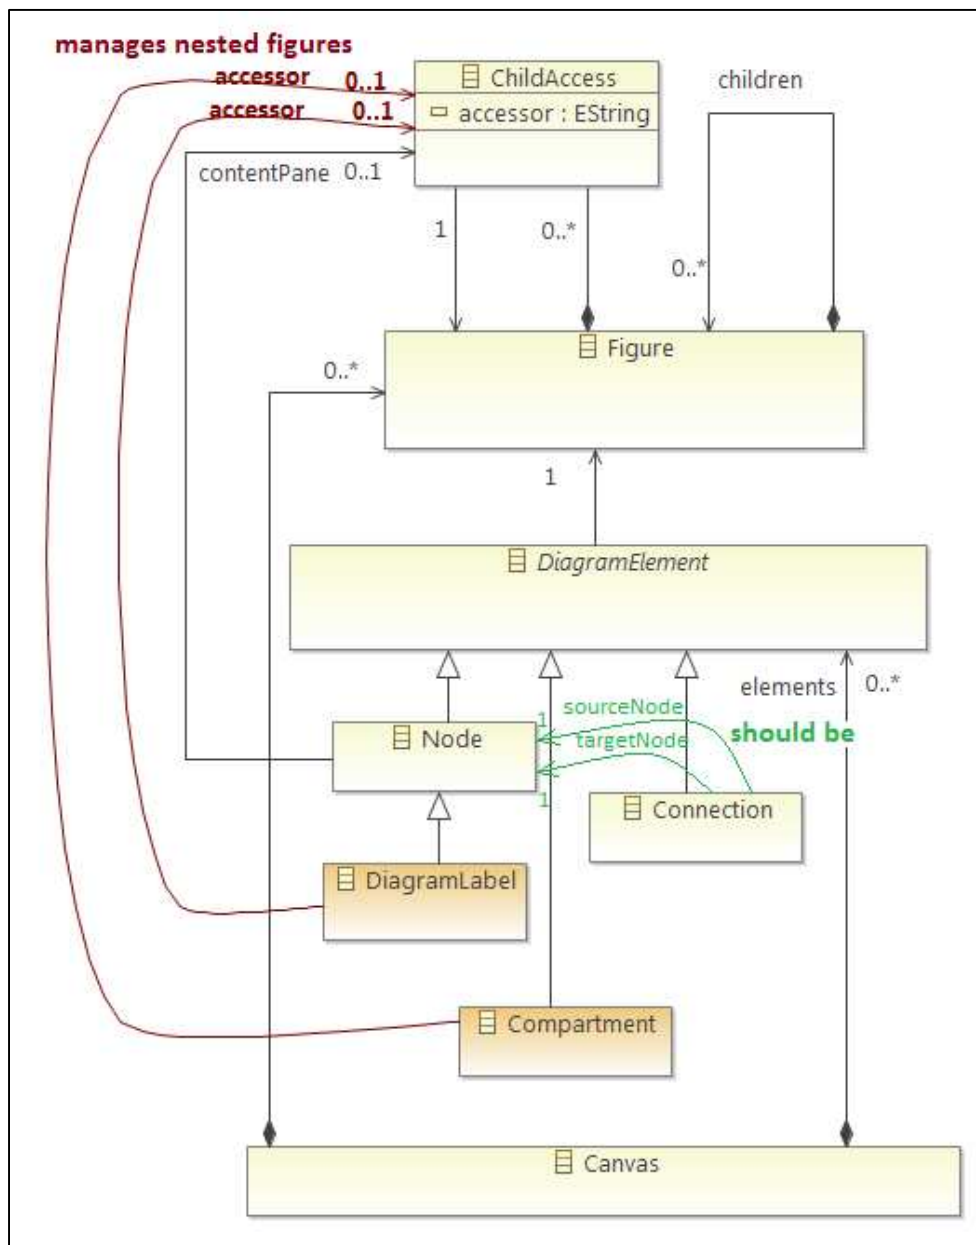 manages nested figures
accessor 0..1
accessor 0..1
ChildAccess
accessor : EString
children
contentPane 0..1
1
0..*
0..*
Figure
0..*
1
DiagramElement
elements 0..*
1 sourceNode
should be
targetNode
Node
1
Connection
DiagramLabel
Compartment
Canvas